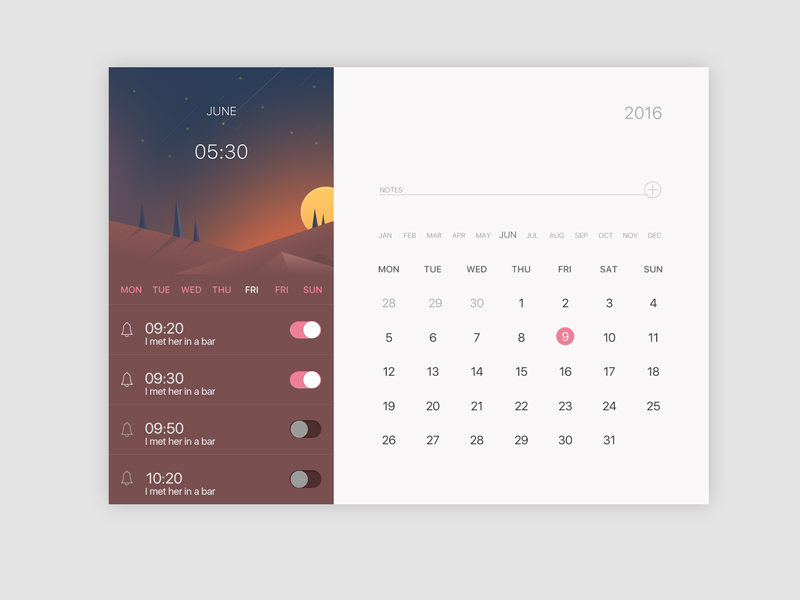 JUNE
05:30
MON TUE WED THU FRI FRI SUN
09:20
I met her in a bar
09:30
I met her in a bar
09:50
I met her in a bar
10:20
I met her in a bar
2016
NOTES
JAN FEB MAR APR MAY JUN JUL AUG SEP OCT NOV DEC
MON TUE WED THU FRI SAT SUN
28 29 30 1 2 3 4
5 6 7 8 9 10 11
12 13 14 15 16 17 18
19 20 21 22 23 24 25
26 27 28 29 30 31